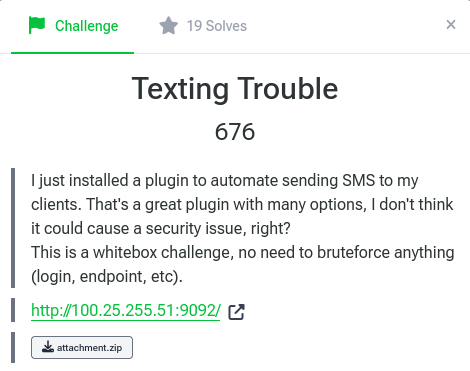 Challenge
19 Solves
×
Texting Trouble
676
I just installed a plugin to automate sending SMS to my
clients. That's a great plugin with many options, I don't think
it could cause a security issue, right?
This is a whitebox challenge, no need to bruteforce anything
(login, endpoint, etc).
http://100.25.255.51:9092/
attachment.zip